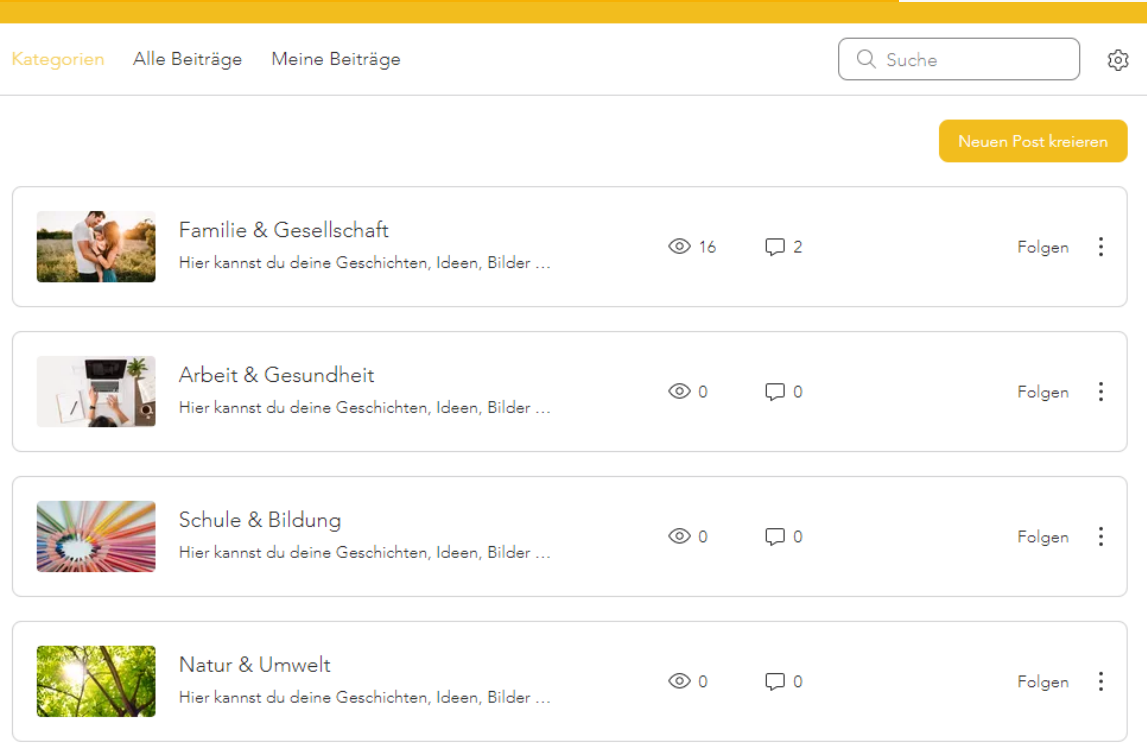 Kategorien Alle Beiträge Meine Beiträge Suche
Neuen Post kreieren
Familie & Gesellschaft
Hier kannst du deine Geschichten, Ideen, Bilder ...
16 2 Folgen
Arbeit & Gesundheit
Hier kannst du deine Geschichten, Ideen, Bilder ...
0 0 Folgen
Schule & Bildung
Hier kannst du deine Geschichten, Ideen, Bilder ...
0 0 Folgen
Natur & Umwelt
Hier kannst du deine Geschichten, Ideen, Bilder ...
0 0 Folgen